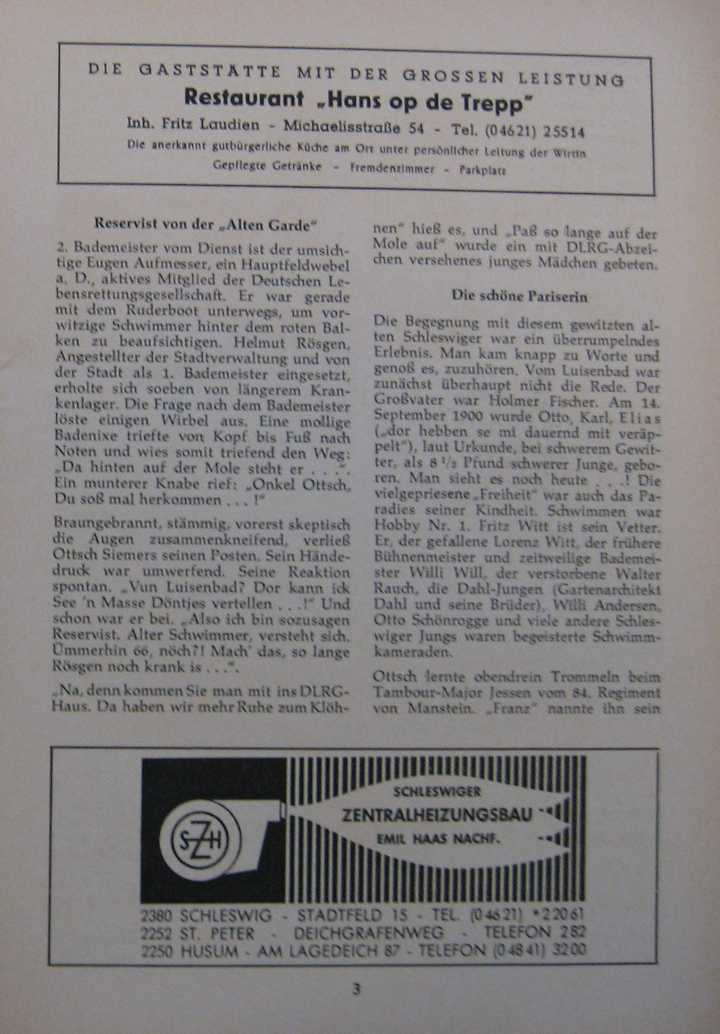 DIE GASTSTÄTTE MIT DER GROSSEN LEISTUNG
Restaurant „Hans op de Trepp"
Inh. Fritz Laudien - Michaelisstraße 54 - Tel. (04621) 25514
Die anerkannt gutbürgerliche Küche am Ort unter persönlicher Leitung der Wirtin
Gepflegte Getränke - Fremdenzimmer - Parkplatz
Reservist von der „Alten Garde"
2. Bademeister vom Dienst ist der umsich-
tige Eugen Aufmesser, ein Hauptfeldwebel
a. D., aktives Mitglied der Deutschen Le-
bensrettungsgesellschaft. Er war gerade
mit dem Ruderboot unterwegs, um vor-
witzige Schwimmer hinter dem roten Bal-
ken zu beaufsichtigen. Helmut Rösgen,
Angestellter der Stadtverwaltung und von
der Stadt als 1. Bademeister eingesetzt,
erholte sich soeben von längerem Kran-
kenlager. Die Frage nach dem Bademeister
löste einigen Wirbel aus. Eine mollige
Badenixe triefte von Kopf bis Fuß nach
Noten und wies somit triefend den Weg:
„Da hinten auf der Mole steht er . . .".
Ein munterer Knabe rief: „Onkel Ottsch,
Du soß mal herkommen . . . !"
Braungebrannt, stämmig, vorerst skeptisch
die Augen zusammenkneifend, verließ
Ottsch Siemers seinen Posten. Sein Hände-
druck war umwerfend. Seine Reaktion
spontan. „Vun Luisenbad? Dor kann ick
See 'n Masse Döntjes vertellen . . .!" Und
schon war er bei. „Also ich bin sozusagen
Reservist. Alter Schwimmer, versteht sich.
Ümmerhin 66, nöch?! Mach' das, so lange
Rösgen noch krank is . . .".
„Na, denn kommen Sie man mit ins DLRG-
Haus. Da haben wir mehr Ruhe zum Klöh-
nen" hieß es, und „Paß so lange auf der
Mole auf" wurde ein mit DLRG-Abzei-
chen versehenes junges Mädchen gebeten.
Die schöne Pariserin
Die Begegnung mit diesem gewitzten al-
ten Schleswiger war ein überrumpelndes
Erlebnis. Man kam knapp zu Worte und
genoß es, zuzuhören. Vom Luisenbad war
zunächst überhaupt nicht die Rede. Der
Großvater war Holmer Fischer. Am 14.
September 1900 wurde Otto, Karl, Elias
(„dor hebben se mi dauernd mit veräp-
pelt"), laut Urkunde, bei schwerem Gewit-
ter, als 8 1/2 Pfund schwerer Junge, gebo-
ren. Man sieht es noch heute . . .! Die
vielgepriesene „Freiheit" war auch das Pa-
radies seiner Kindheit. Schwimmen war
Hobby Nr. 1. Fritz Witt ist sein Vetter.
Er, der gefallene Lorenz Witt, der frühere
Bühnenmeister und zeitweilige Bademei-
ster Willi Will, der verstorbene Walter
Rauch, die Dahl-Jungen (Gartenarchitekt
Dahl und seine Brüder), Willi Andersen,
Otto Schönrogge und viele andere Schles-
wiger Jungs waren begeisterte Schwimm-
kameraden.
Ottsch lernte obendrein Trommeln beim
Tambour-Major Jessen vom 84. Regiment
von Manstein. „Franz" nannte ihn sein
SZH
SCHLESWIGER
ZENTRALHEIZUNGSBAU
EMIL HAAS NACHF.
2380 SCHLESWIG - STADTFELD 15 - TEL. (04621) *22061
2252 ST. PETER - DEICHGRAFENWEG - TELEFON 282
2250 HUSUM - AM LAGEDEICH 87 - TELEFON (04841) 3200
3